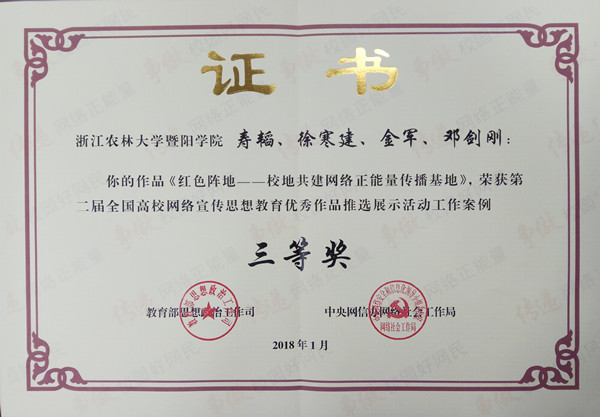 证书
浙江农林大学暨阳学院 寿韬、徐寒建、金军、邓剑刚：
你的作品《红色阵地——校地共建网络正能量传播基地》，荣获第
二届全国高校网络宣传思想教育优秀作品推选展示活动工作案例
三等奖
教育部思想政治工作司 中央网信办网络社会工作局
2018年1月